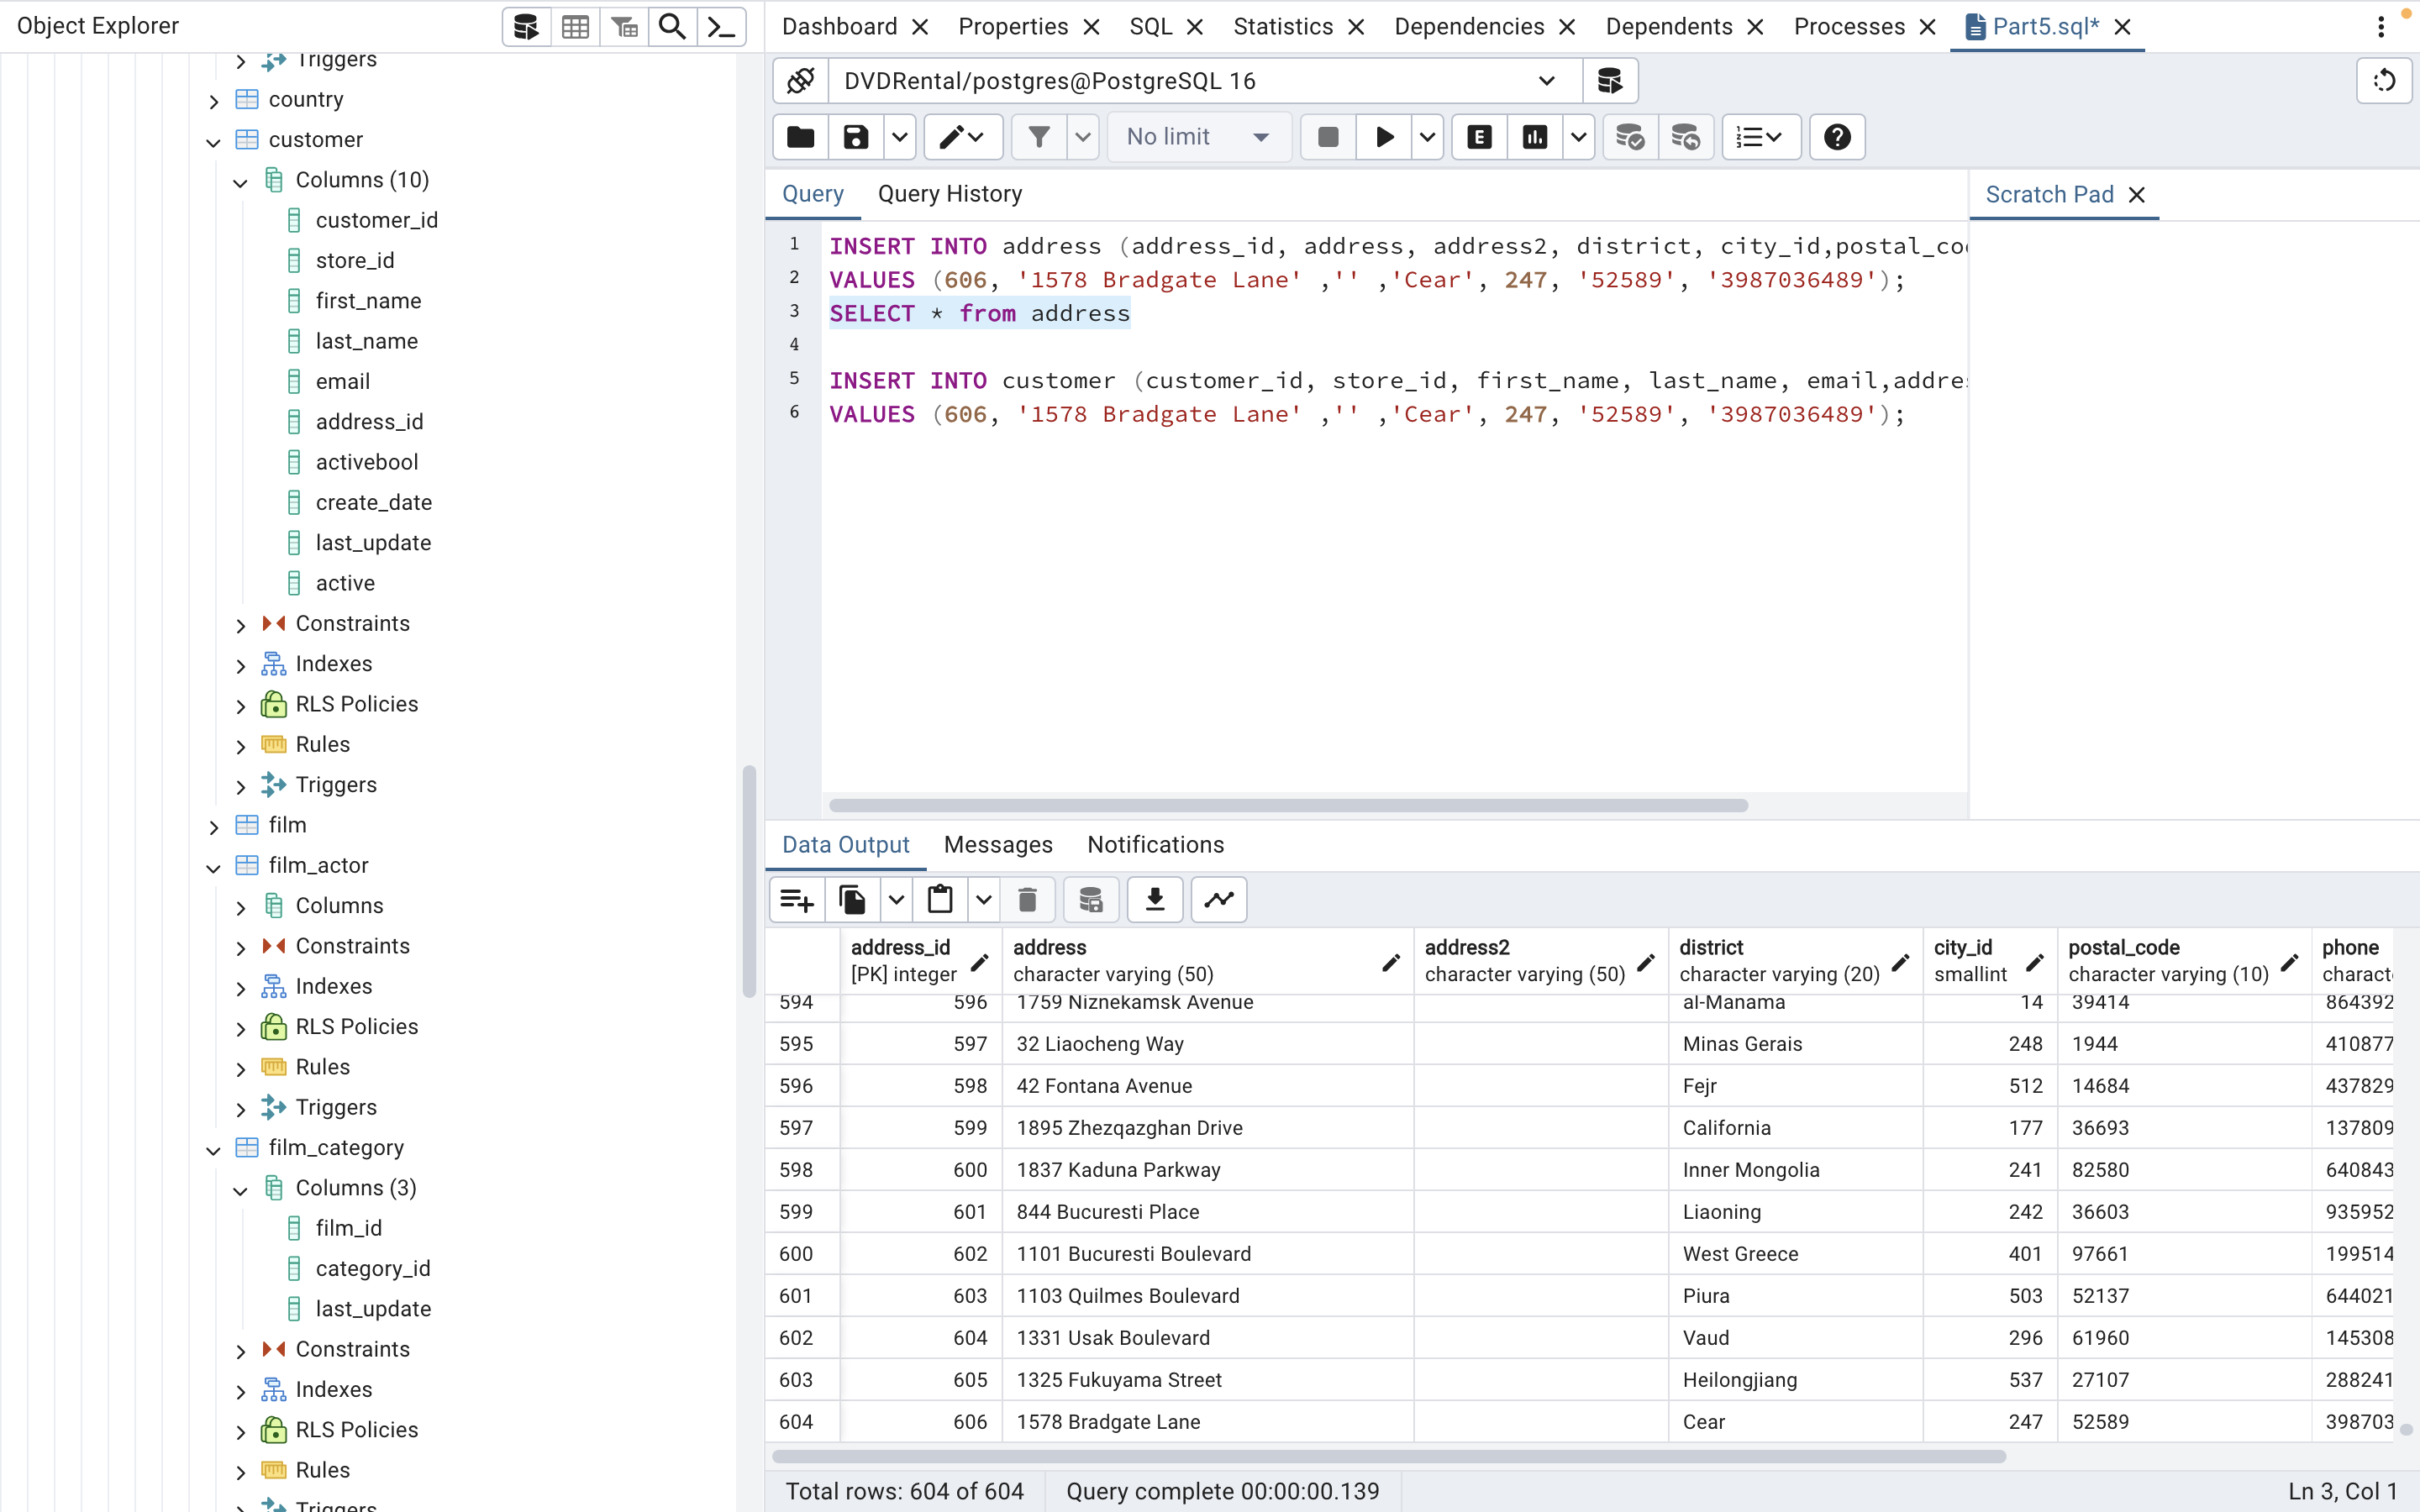 Object Explorer
Triggers
country
customer
Columns (10)
customer_id
store_id
first_name
last_name
email
address_id
activebool
create_date
last_update
active
Constraints
Indexes
RLS Policies
Rules
Triggers
film
film_actor
Columns
Constraints
Indexes
RLS Policies
Rules
Triggers
film_category
Columns (3)
film_id
category_id
last_update
Constraints
Indexes
RLS Policies
Rules
Triggers
Dashboard Properties SQL Statistics Dependencies Dependents Processes Part5.sql*
DVDRental/postgres@PostgreSQL 16
No limit E
Query Query History Scratch Pad
1 INSERT INTO address (address_id, address, address2, district, city_id,postal_co
2 VALUES (606, '1578 Bradgate Lane' ,'' ,'Cear', 247, '52589', '3987036489');
3 SELECT * from address
4
5 INSERT INTO customer (customer_id, store_id, first_name, last_name, email,addre
6 VALUES (606, '1578 Bradgate Lane' ,'' ,'Cear', 247, '52589', '3987036489');
Data Output Messages Notifications
address_id address address2 district city_id postal_code phone
[PK] integer character varying (50) character varying (50) character varying (20) smallint character varying (10) charact
594 596 1759 Niznekamsk Avenue al-Manama 14 39414 864392
595 597 32 Liaocheng Way Minas Gerais 248 1944 410877
596 598 42 Fontana Avenue Fejr 512 14684 437829
597 599 1895 Zhezqazghan Drive California 177 36693 137809
598 600 1837 Kaduna Parkway Inner Mongolia 241 82580 640843
599 601 844 Bucuresti Place Liaoning 242 36603 935952
600 602 1101 Bucuresti Boulevard West Greece 401 97661 199514
601 603 1103 Quilmes Boulevard Piura 503 52137 644021
602 604 1331 Usak Boulevard Vaud 296 61960 145308
603 605 1325 Fukuyama Street Heilongjiang 537 27107 288241
604 606 1578 Bradgate Lane Cear 247 52589 398703
Total rows: 604 of 604 Query complete 00:00:00.139 Ln 3, Col 1